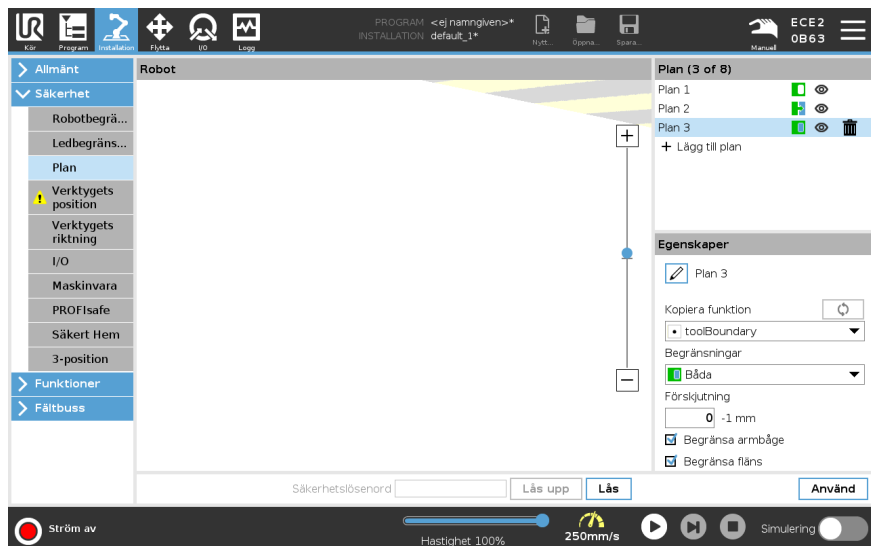 PROGRAM <ej namngiven>*
INSTALLATION default_1*
Kör
Program
Installation
Flytta
I/O
Logg
Nytt...
Öppna...
Spara...
Manuell
ECE2
0B63
Allmänt
Säkerhet
Robotbegrä...
Ledbegräns...
Plan
Verktygets
position
Verktygets
riktning
I/O
Maskinvara
PROFIsafe
Säkert Hem
3-position
Funktioner
Fältbuss
Robot
Säkerhetslösenord
Lås upp
Lås
Plan (3 of 8)
Plan 1
Plan 2
Plan 3
Lägg till plan
Egenskaper
Plan 3
Kopiera funktion
toolBoundary
Begränsningar
Båda
Förskjutning
0 -1 mm
Begränsa armbåge
Begränsa fläns
Använd
Ström av
Hastighet 100%
250mm/s
Simulering